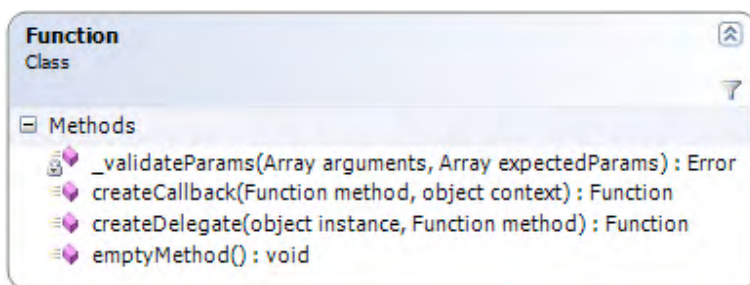 Function
Class
Methods
_validateParams(Array arguments, Array expectedParams) : Error
createCallback(Function method, object context) : Function
createDelegate(object instance, Function method) : Function
emptyMethod() : void